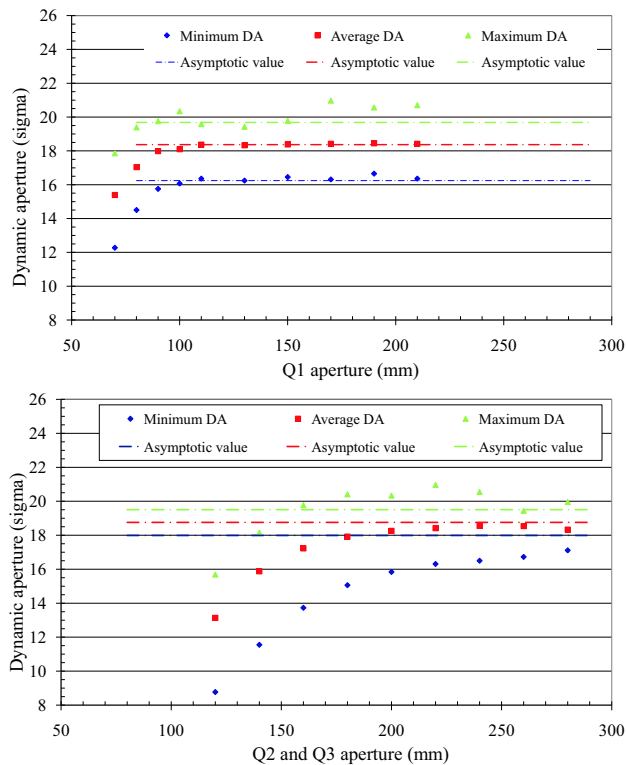 26
24
22
20
18
16
14
12
10
8
Dynamic aperture (sigma)
Minimum DA Average DA Maximum DA
Asymptotic value Asymptotic value Asymptotic value
50 100 150 200 250 300
Q1 aperture (mm)
26
24
22
20
18
16
14
12
10
8
Dynamic aperture (sigma)
Minimum DA Average DA Maximum DA
Asymptotic value Asymptotic value Asymptotic value
50 100 150 200 250 300
Q2 and Q3 aperture (mm)